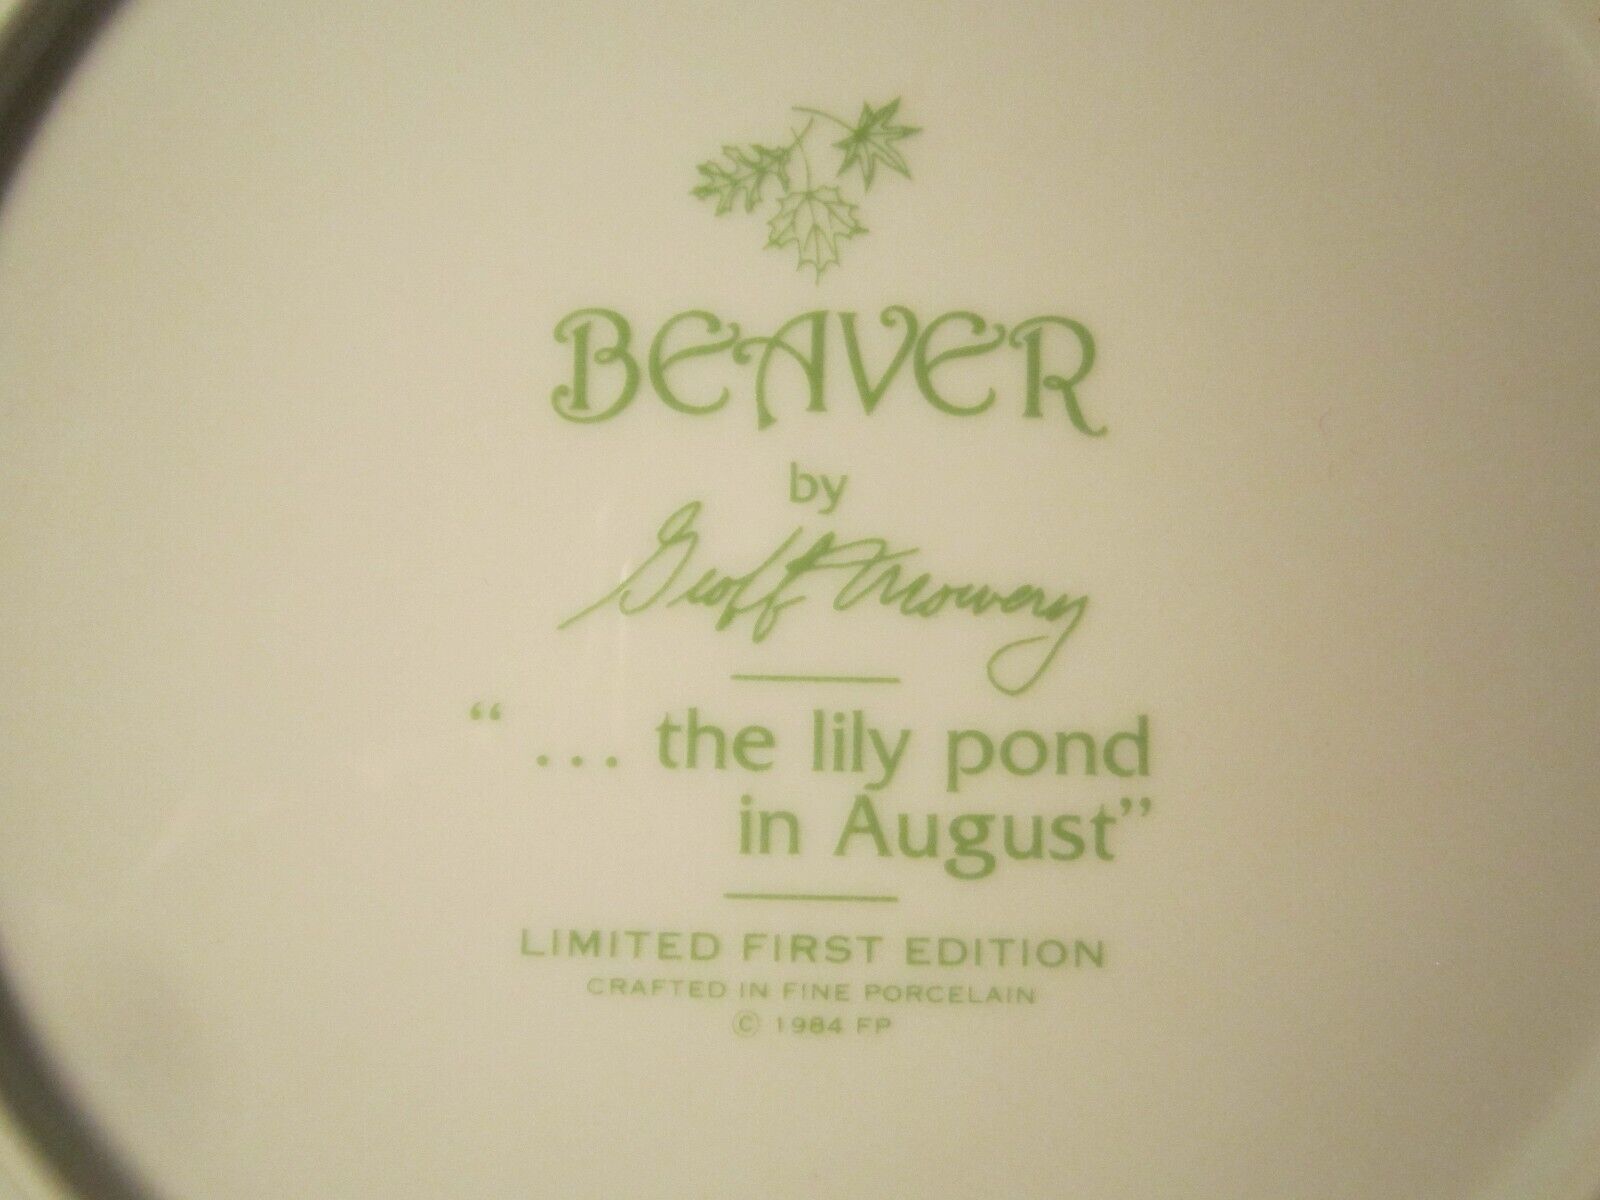 BEAVER
by
Geoff Mowery
“ ... the lily pond
in August”
LIMITED FIRST EDITION
CRAFTED IN FINE PORCELAIN
© 1984 FP